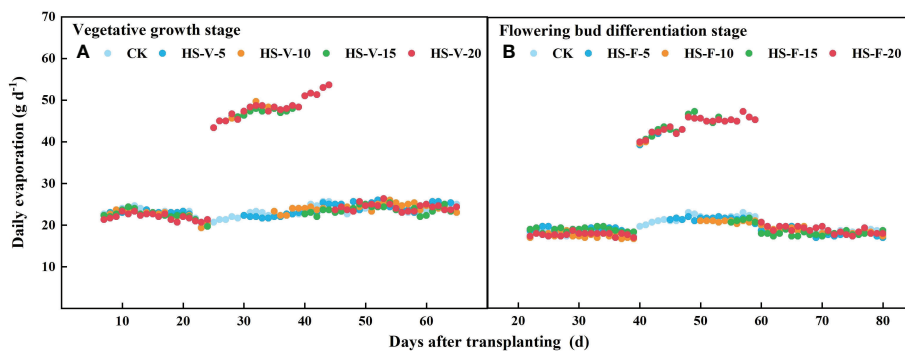 Vegetative growth stage
A
CK HS-V-5 HS-V-10 HS-V-15 HS-V-20
Flowering bud differentiation stage
B
CK HS-F-5 HS-F-10 HS-F-15 HS-F-20
Daily evaporation (g d⁻¹)
70
60
50
40
30
20
10
10 20 30 40 50 60
20 30 40 50 60 70 80
Days after transplanting (d)